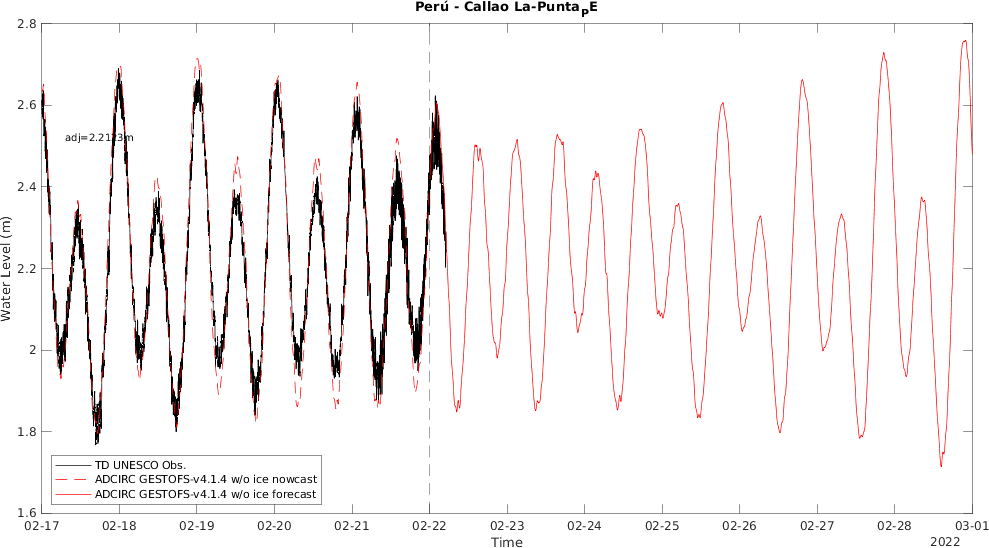 Perú - Callao La-PuntaPE
2.8
2.6
2.4
2.2
2
1.8
1.6
Water Level (m)
adj=2.2123m
TD UNESCO Obs.
ADCIRC GESTOFS-v4.1.4 w/o ice nowcast
ADCIRC GESTOFS-v4.1.4 w/o ice forecast
02-17 02-18 02-19 02-20 02-21 02-22 02-23 02-24 02-25 02-26 02-27 02-28 03-01
Time
2022